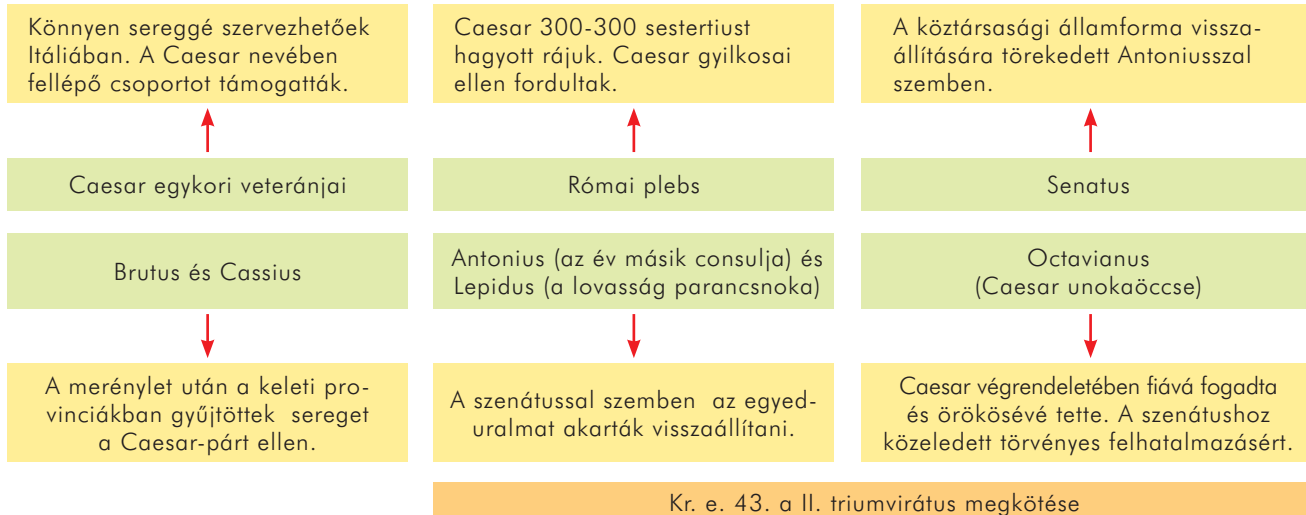 Könnyen sereggé szervezhetőek
Itáliában. A Caesar nevében
fellépő csoportot támogatták.
Caesar 300-300 sestertiust
hagyott rájuk. Caesar gyilkosai
ellen fordultak.
A köztársasági államforma vissza-
állítására törekedett Antoniusszal
szemben.
Caesar egykori veteránjai
Római plebs
Senatus
Brutus és Cassius
Antonius (az év másik consulja) és
Lepidus (a lovasság parancsnoka)
Octavianus
(Caesar unokaöccse)
A merénylet után a keleti pro-
vinciákban gyűjtöttek sereget
a Caesar-párt ellen.
A szenátussal szemben az egyed-
uralmat akarták visszaállítani.
Caesar végrendeletében fiává fogadta
és örökösévé tette. A szenátushoz
közeledett törvényes felhatalmazásért.
Kr. e. 43. a II. triumvirátus megkötése